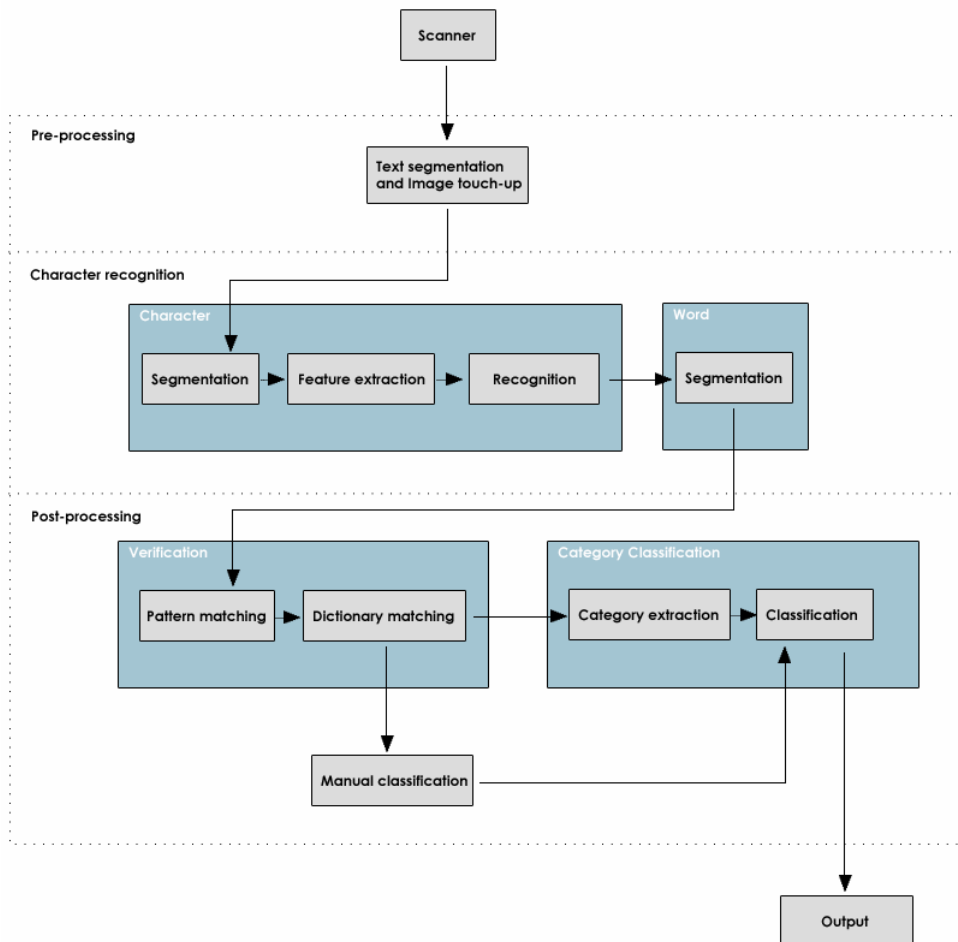 Scanner
Pre-processing
Text segmentation
and Image touch-up
Character recognition
Character
Word
Segmentation
Feature extraction
Recognition
Segmentation
Post-processing
Verification
Category Classification
Pattern matching
Dictionary matching
Category extraction
Classification
Manual classification
Output